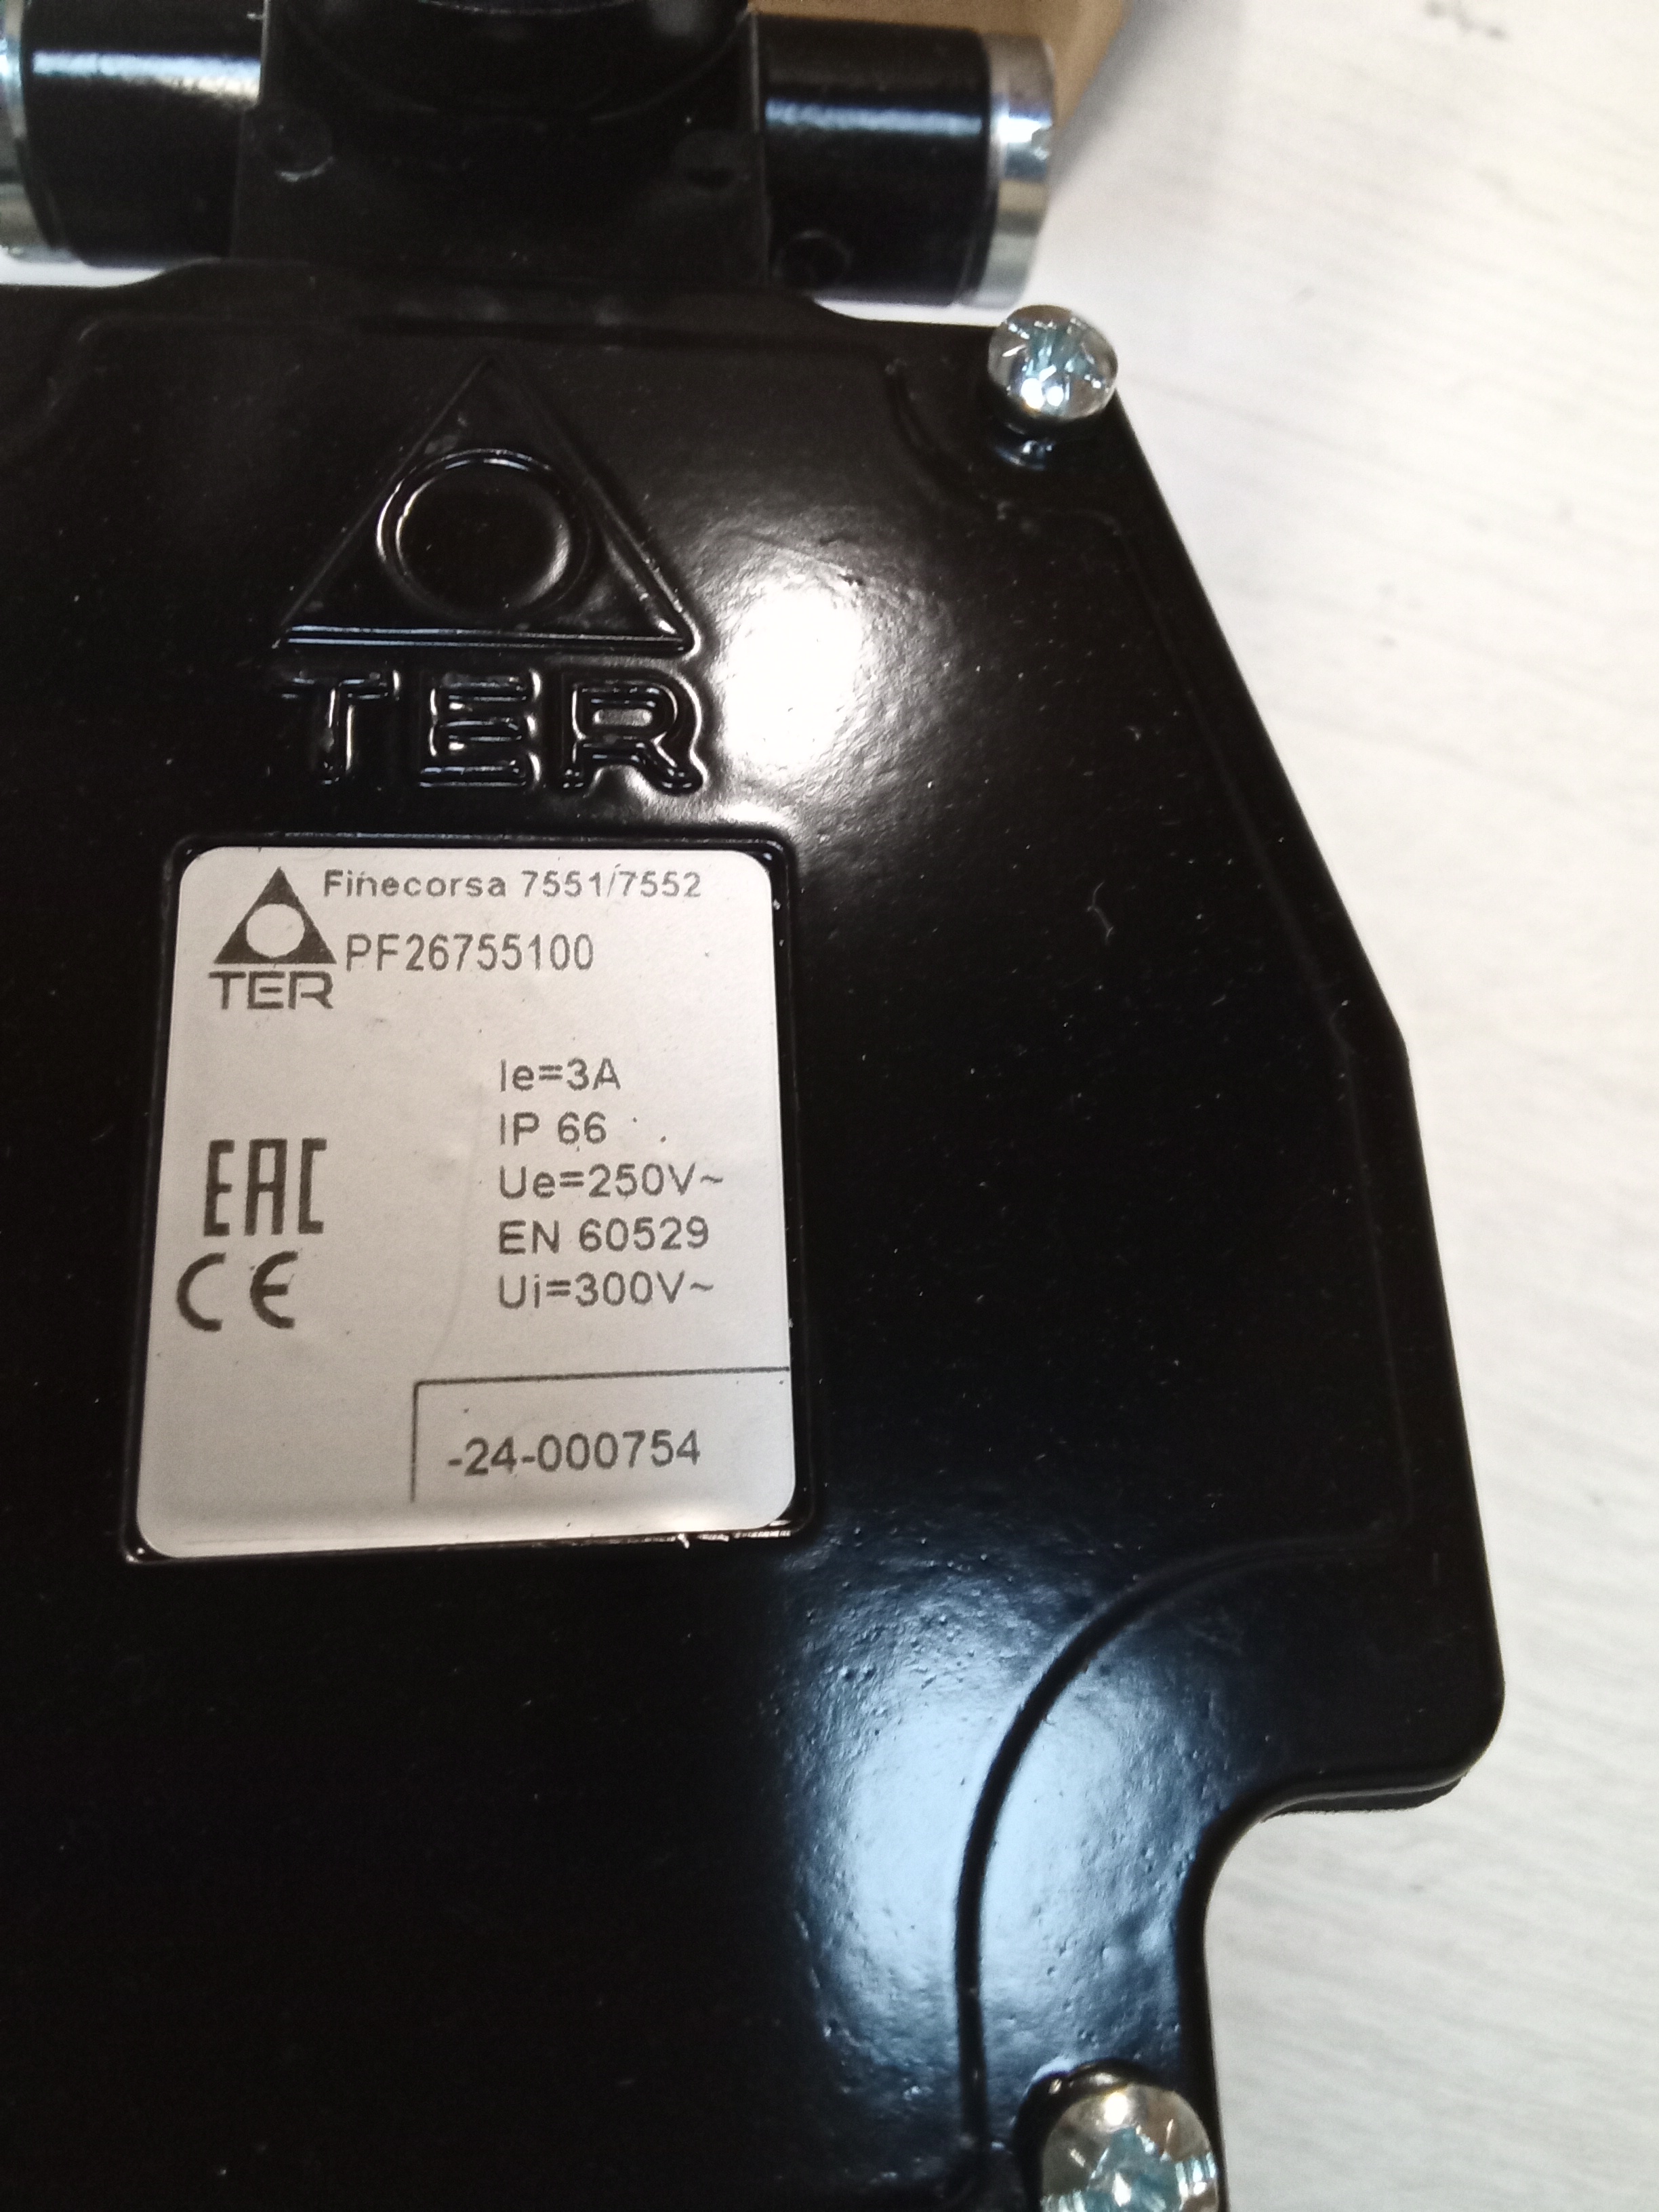 TER
Finecorsa 7551/7552
PF26755100
TER
Ie=3A
IP 66
Ue=250V~
EN 60529
Ui=300V~
EAC
CE
-24-000754